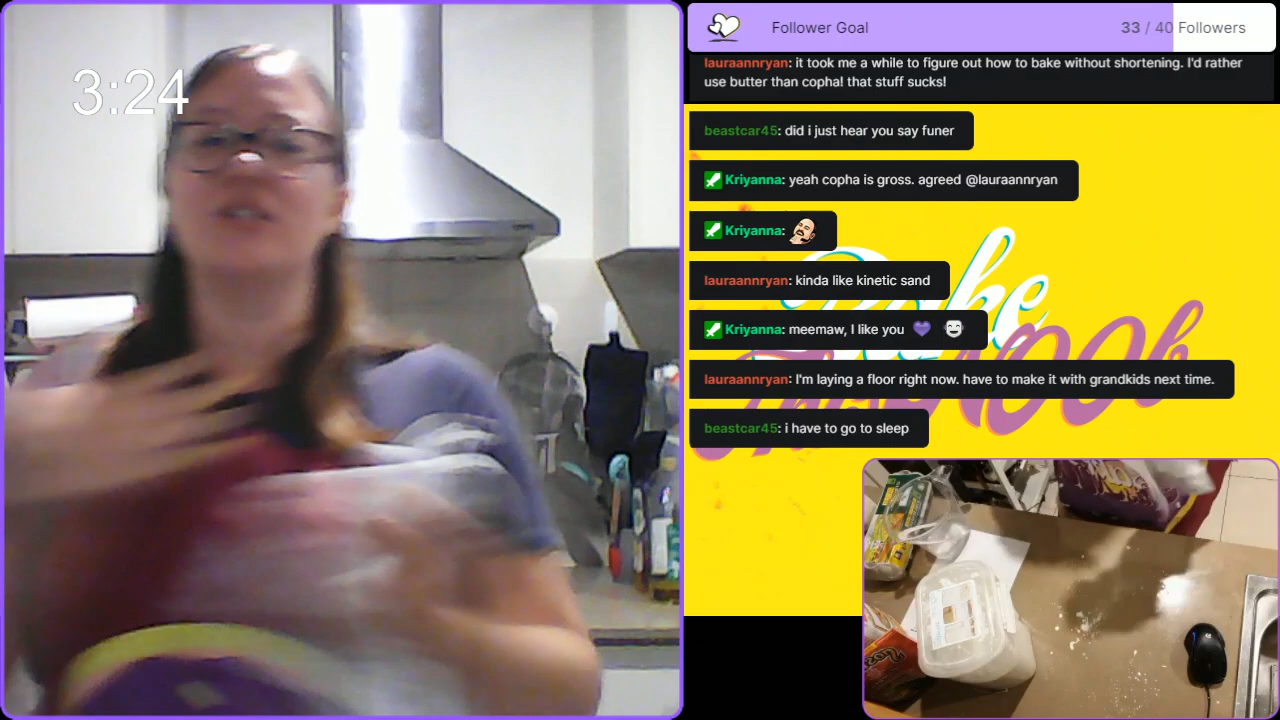 3:24
Follower Goal
33 / 40 Followers
lauraannryan: it took me a while to figure out how to bake without shortening. I'd rather
use butter than copha! that stuff sucks!
beastcar45: did i just hear you say funer
Kriyanna: yeah copha is gross. agreed @lauraannryan
Kriyanna:
lauraannryan: kinda like kinetic sand
Kriyanna: meemaw, I like you
lauraannryan: I'm laying a floor right now. have to make it with grandkids next time.
beastcar45: i have to go to sleep